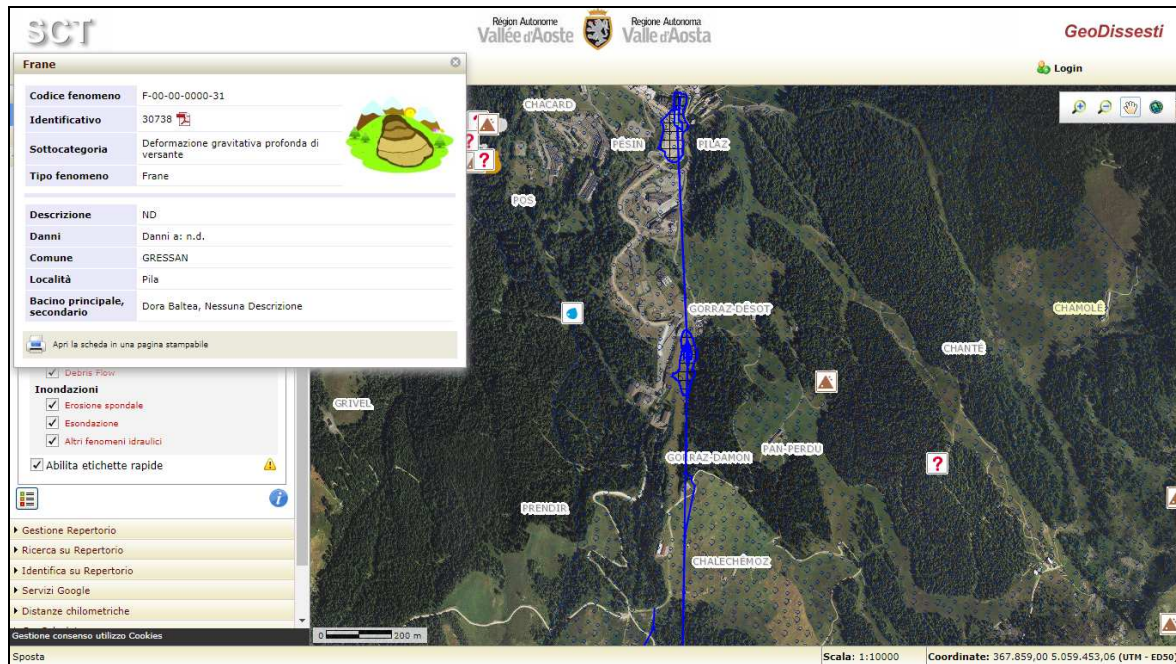 SCT
Région Autonome
Vallée d'Aoste
Regione Autonoma
Valle d'Aosta
GeoDissesti
Login
Frane
Codice fenomeno F-00-00-0000-31
Identificativo 30738
Sottocategoria Deformazione gravitativa profonda di
versante
Tipo fenomeno Frane
Descrizione ND
Danni Danni a: n.d.
Comune GRESSAN
Località Pila
Bacino principale,
secondario Dora Baltea, Nessuna Descrizione
Apri la scheda in una pagina stampabile
Debris Flow
Inondazioni
Erosione spondale
Esondazione
Altri fenomeni idraulici
Abilita etichette rapide
Gestione Repertorio
Ricerca su Repertorio
Identifica su Repertorio
Servizi Google
Distanze chilometriche
Gestione consenso utilizzo Cookies
Sposta
CHACARD
PÉSIN
PILAZ
POS
?
?
GORRAZ-DÉSOT
CHAMOLÉ
CHANTÉ
GRIVEL
PAN-PERDU
GORRAZ-DAMON
?
PRENDIR
CHALECHÉMOZ
0 200 m
Scala: 1:10000 Coordinate: 367.859,00 5.059.453,06 (UTM - ED50)